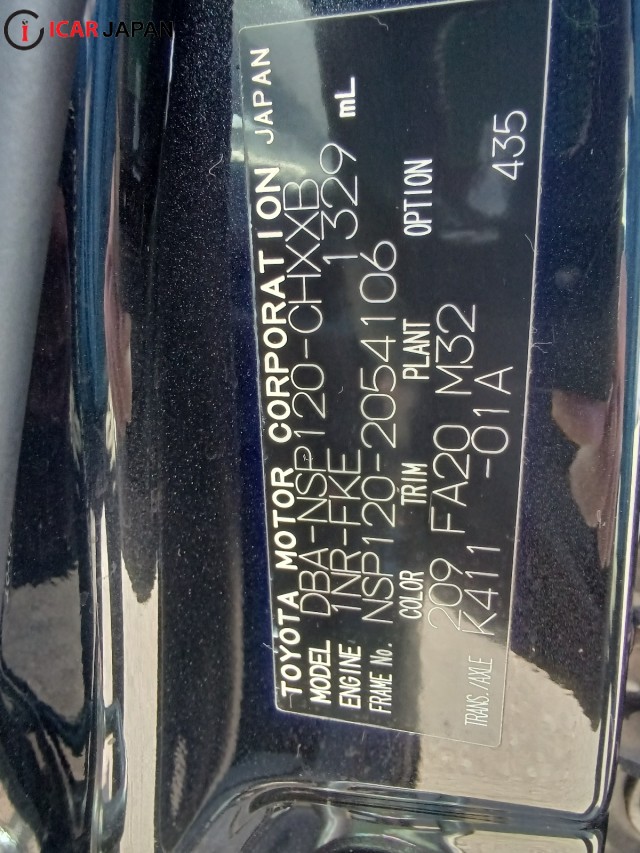 ICAR JAPAN
TOYOTA MOTOR CORPORATION JAPAN
MODEL DBA-NSP120-CHXXB
ENGINE 1NR-FKE 1329 mL
FRAME No. NSP120-2054106
COLOR TRIM PLANT OPTION
209 FA20 M32
TRANS./AXLE K411 -01A 435